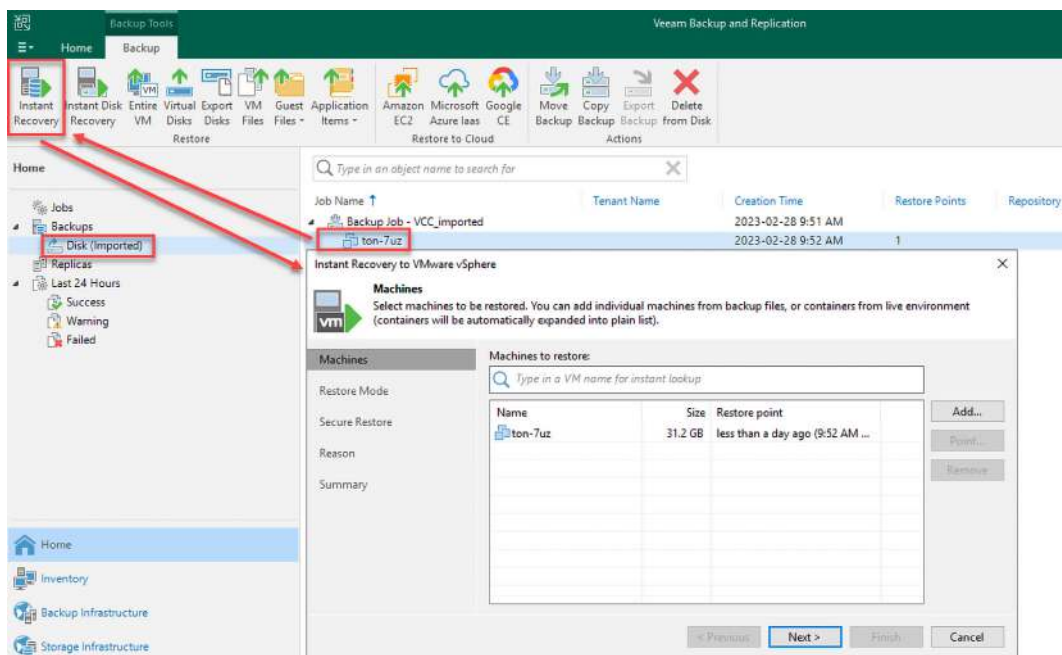 Backup Tools
Veeam Backup and Replication
Home
Backup
Instant Recovery
Instant Disk Recovery
Entire VM
Virtual Disks
Export Disks
VM Files
Guest Files
Application Items
Amazon EC2
Microsoft Azure Iaas
Google CE
Move Backup
Copy Backup
Export Backup
Delete from Disk
Restore
Restore to Cloud
Actions
Home
Type in an object name to search for
Jobs
Backups
Disk (Imported)
Replicas
Last 24 Hours
Success
Warning
Failed
Job Name
Tenant Name
Creation Time
Restore Points
Repository
Backup Job - VCC_imported
2023-02-28 9:51 AM
ton-7uz
2023-02-28 9:52 AM
1
Instant Recovery to VMware vSphere
vm
Machines
Select machines to be restored. You can add individual machines from backup files, or containers from live environment
(containers will be automatically expanded into plain list).
Machines
Restore Mode
Secure Restore
Reason
Summary
Machines to restore:
Type in a VM name for instant lookup
Name
Size
Restore point
ton-7uz
31.2 GB
less than a day ago (9:52 AM ...
Add...
Point...
Remove
< Previous
Next >
Finish
Cancel
Home
Inventory
Backup Infrastructure
Storage Infrastructure